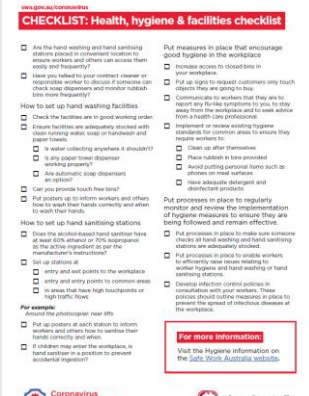 swa.gov.au/coronavirus
CHECKLIST: Health, hygiene & facilities checklist
Are the hand washing and hand sanitising
stations placed in convenient location to
ensure workers and others can access them
easily and frequently?
Have you talked to your contract cleaner or
responsible worker to discuss if someone can
check soap dispensers and monitor rubbish
bins more frequently?
How to set up hand washing facilities
Check the facilities are in good working order.
Ensure facilities are adequately stocked with
clean running water, soap or handwash and
paper towels.
Is water collecting anywhere it shouldn't?
Is any paper towel dispenser
working properly?
Are automatic soap dispensers
an option?
Can you provide touch free bins?
Put posters up to inform workers and others
how to wash their hands correctly and when
to wash their hands.
How to set up hand sanitising stations
Does the alcohol-based hand sanitiser have
at least 60% ethanol or 70% isopropanol
as the active ingredient as per the
manufacturer's instructions?
Set up stations at
entry and exit points to the workplace
entry and entry points to common areas
in areas that have high touchpoints or
high traffic flows
For example:
Around the photocopier, near lifts
Put up posters at each station to inform
workers and others how to sanitise their
hands correctly and when.
If children may enter the workplace, is
hand sanitiser in a position to prevent
accidental ingestion?
Put measures in place that encourage
good hygiene in the workplace
Increase access to closed bins in
your workplace.
Put up signs to request customers only touch
objects they are going to buy.
Communicate to workers that they are to
report any flu-like symptoms to you, to stay
away from the workplace and to seek advice
from a health care professional.
Implement or review existing hygiene
standards for common areas to ensure they
require workers to:
Clean up after themselves
Place rubbish in bins provided
Avoid putting personal items such as
phones on meal surfaces
Have adequate detergent and
disinfectant products
Put processes in place to regularly
monitor and review the implementation
of hygiene measures to ensure they are
being followed and remain effective.
Put processes in place to make sure someone
checks all hand washing and hand sanitising
stations are adequately stocked.
Put processes in place to enable workers
to efficiently raise issues relating to
worker hygiene and hand washing or hand
sanitising stations.
Develop infection control policies in
consultation with your workers. These
policies should outline measures in place to
prevent the spread of infectious diseases at
the workplace.
For more information:
Visit the Hygiene information on
the Safe Work Australia website.
Coronavirus